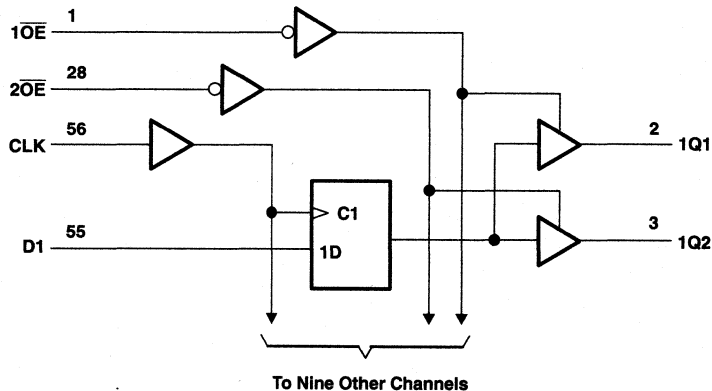 1OE 1
2OE 28
CLK 56
D1 55
C1
1D
2 1Q1
3 1Q2
To Nine Other Channels